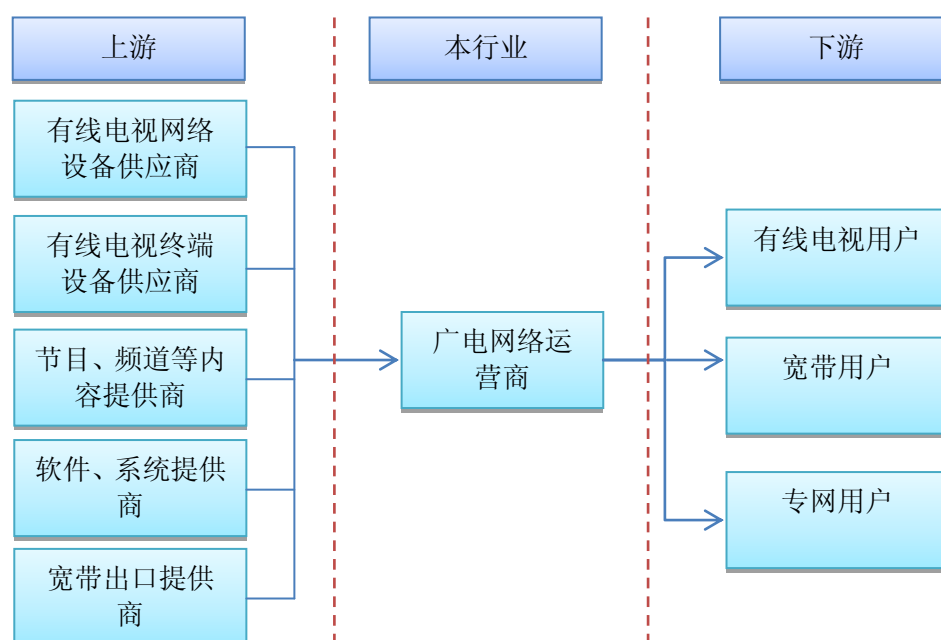 上游
本行业
下游
有线电视网络
设备供应商
有线电视终端
设备供应商
节目、频道等内
容提供商
软件、系统提供
商
宽带出口提供
商
广电网络运
营商
有线电视用户
宽带用户
专网用户